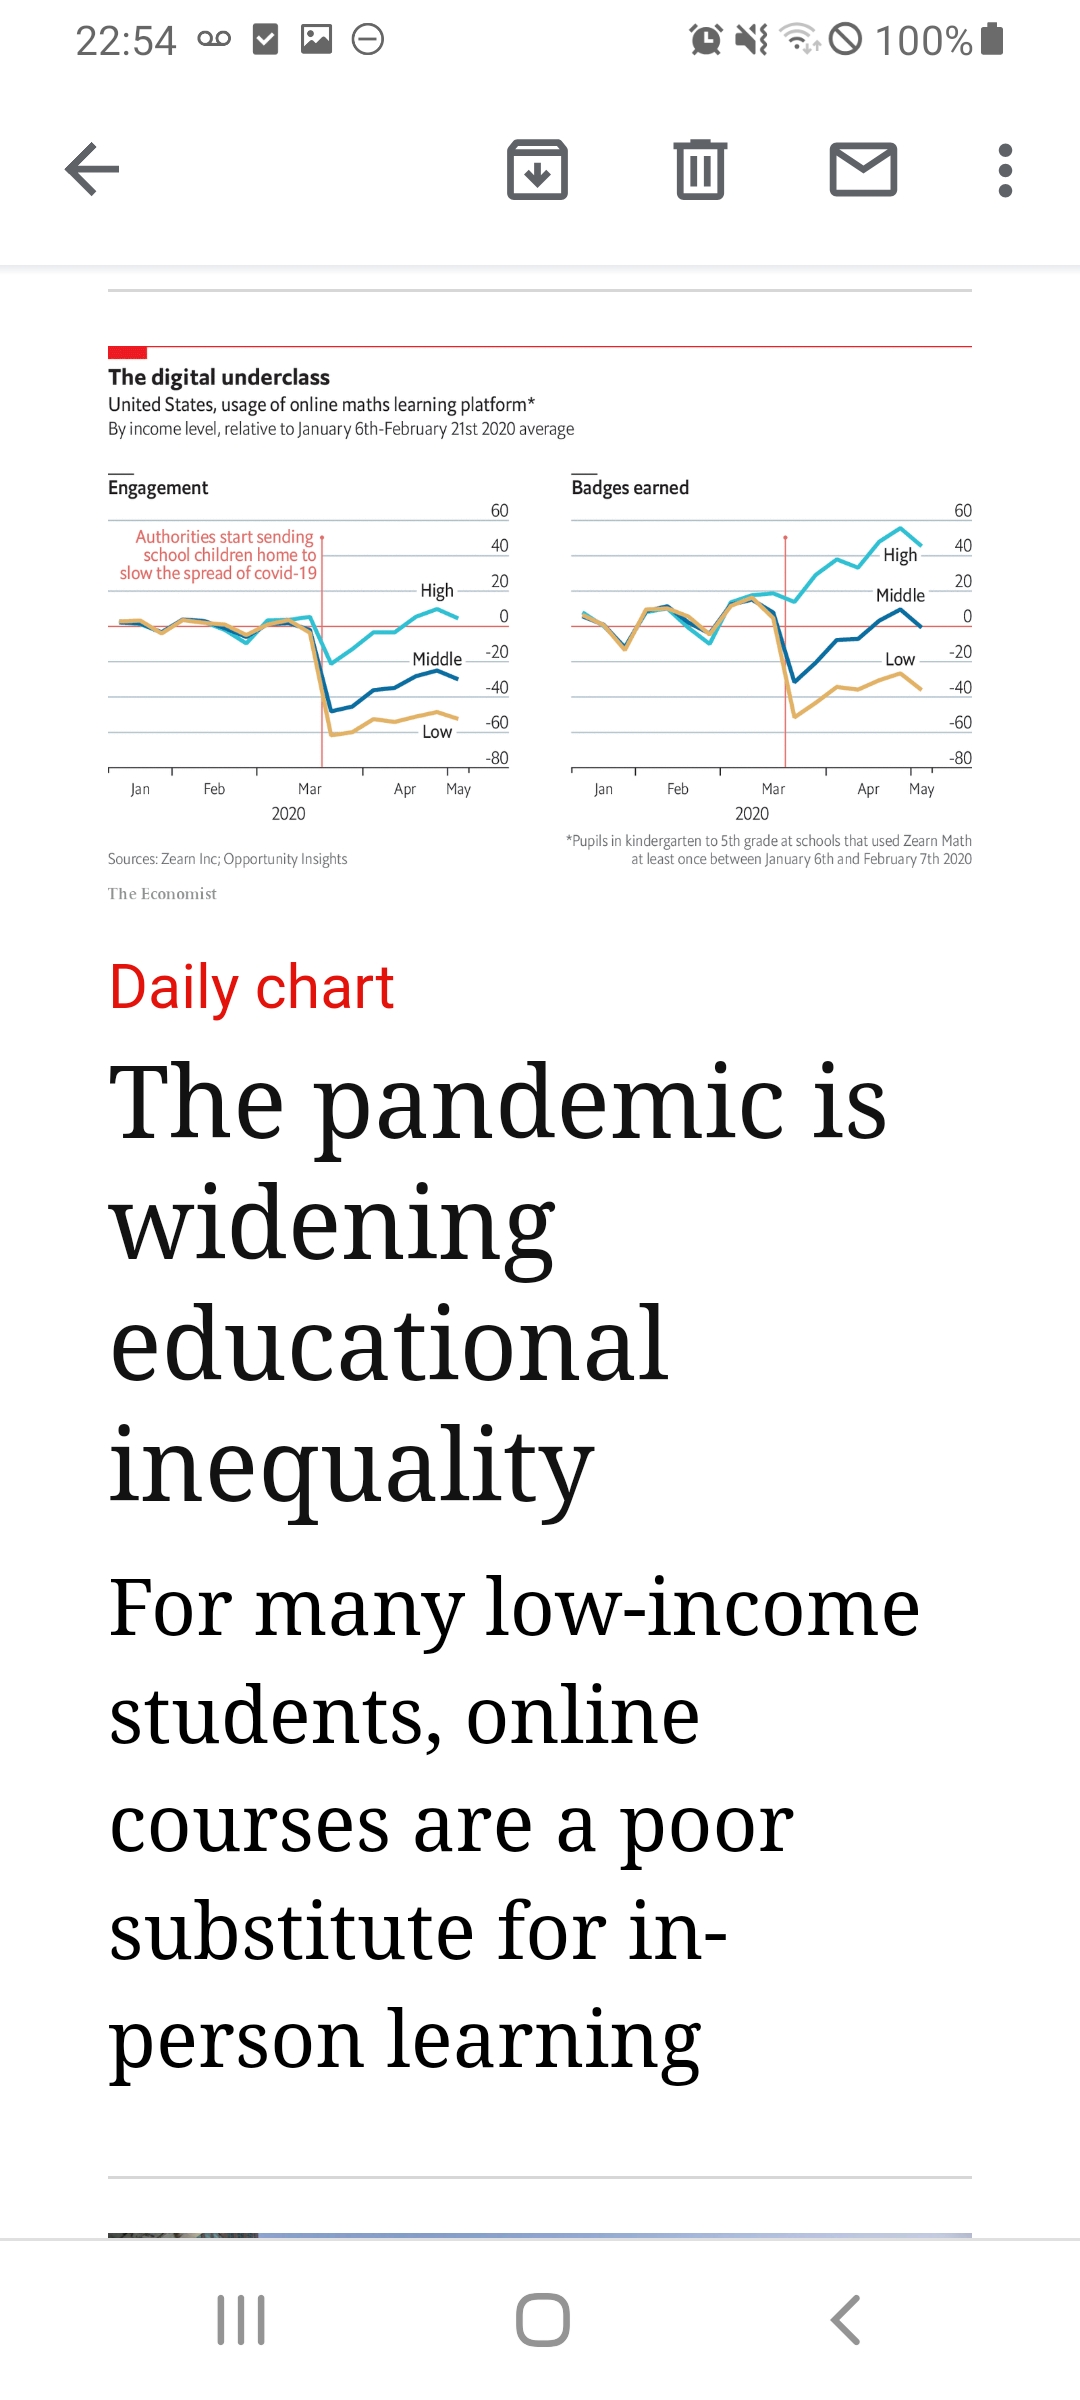 22:54
100%
The digital underclass
United States, usage of online maths learning platform*
By income level, relative to January 6th-February 21st 2020 average
Engagement
60
Authorities start sending
school children home to
slow the spread of covid-19
40
20
High
0
Middle
-20
-40
-60
Low
-80
Jan
Feb
Mar
Apr
May
2020
Badges earned
60
40
High
20
Middle
0
-20
Low
-40
-60
-80
Jan
Feb
Mar
Apr
May
2020
*Pupils in kindergarten to 5th grade at schools that used Zearn Math
at least once between January 6th and February 7th 2020
Sources: Zearn Inc; Opportunity Insights
The Economist
Daily chart
The pandemic is
widening
educational
inequality
For many low-income
students, online
courses are a poor
substitute for in-
person learning